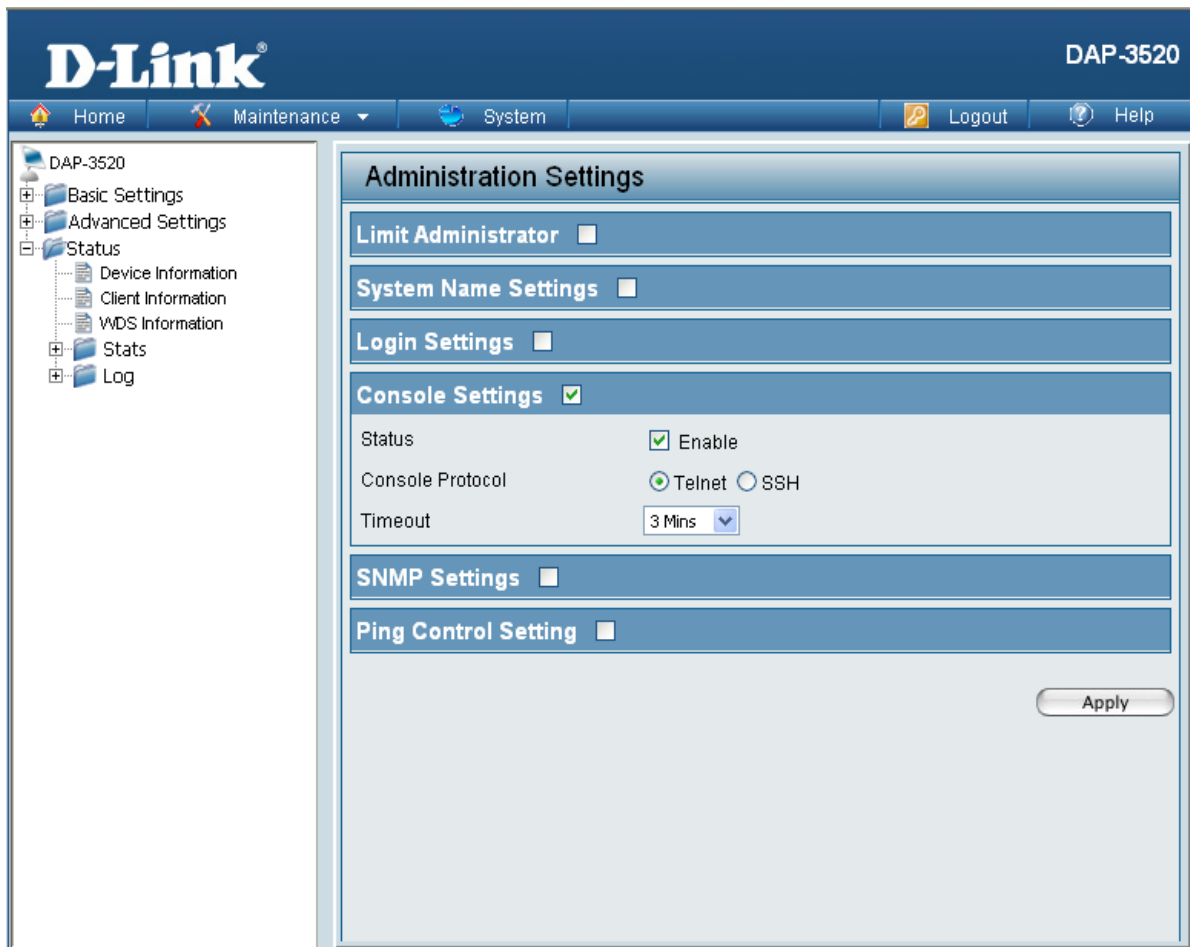 D-Link®
DAP-3520
Home
Maintenance
System
Logout
Help
DAP-3520
Basic Settings
Advanced Settings
Status
Device Information
Client Information
WDS Information
Stats
Log
Administration Settings
Limit Administrator
System Name Settings
Login Settings
Console Settings
Status Enable
Console Protocol Telnet SSH
Timeout 3 Mins
SNMP Settings
Ping Control Setting
Apply